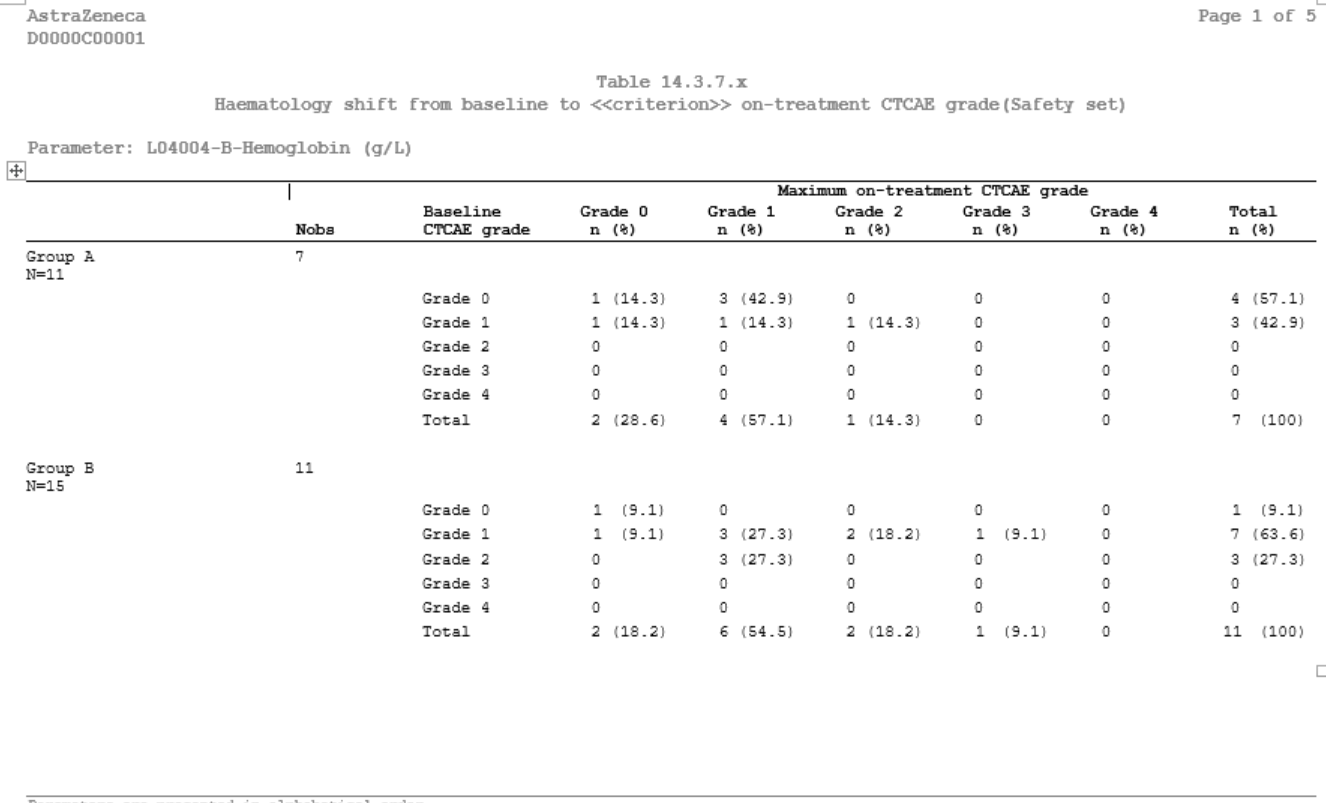 AstraZeneca Page 1 of 5
D0000C00001
Table 14.3.7.x
Haematology shift from baseline to <<criterion>> on-treatment CTCAE grade(Safety set)
Parameter: L04004-B-Hemoglobin (g/L)
Maximum on-treatment CTCAE grade
Baseline Grade 0 Grade 1 Grade 2 Grade 3 Grade 4 Total
Nobs CTCAE grade n (%) n (%) n (%) n (%) n (%) n (%)
Group A 7
N=11
Grade 0 1 (14.3) 3 (42.9) 0 0 0 4 (57.1)
Grade 1 1 (14.3) 1 (14.3) 1 (14.3) 0 0 3 (42.9)
Grade 2 0 0 0 0 0 0
Grade 3 0 0 0 0 0 0
Grade 4 0 0 0 0 0 0
Total 2 (28.6) 4 (57.1) 1 (14.3) 0 0 7 (100)
Group B 11
N=15
Grade 0 1 (9.1) 0 0 0 0 1 (9.1)
Grade 1 1 (9.1) 3 (27.3) 2 (18.2) 1 (9.1) 0 7 (63.6)
Grade 2 0 3 (27.3) 0 0 0 3 (27.3)
Grade 3 0 0 0 0 0 0
Grade 4 0 0 0 0 0 0
Total 2 (18.2) 6 (54.5) 2 (18.2) 1 (9.1) 0 11 (100)